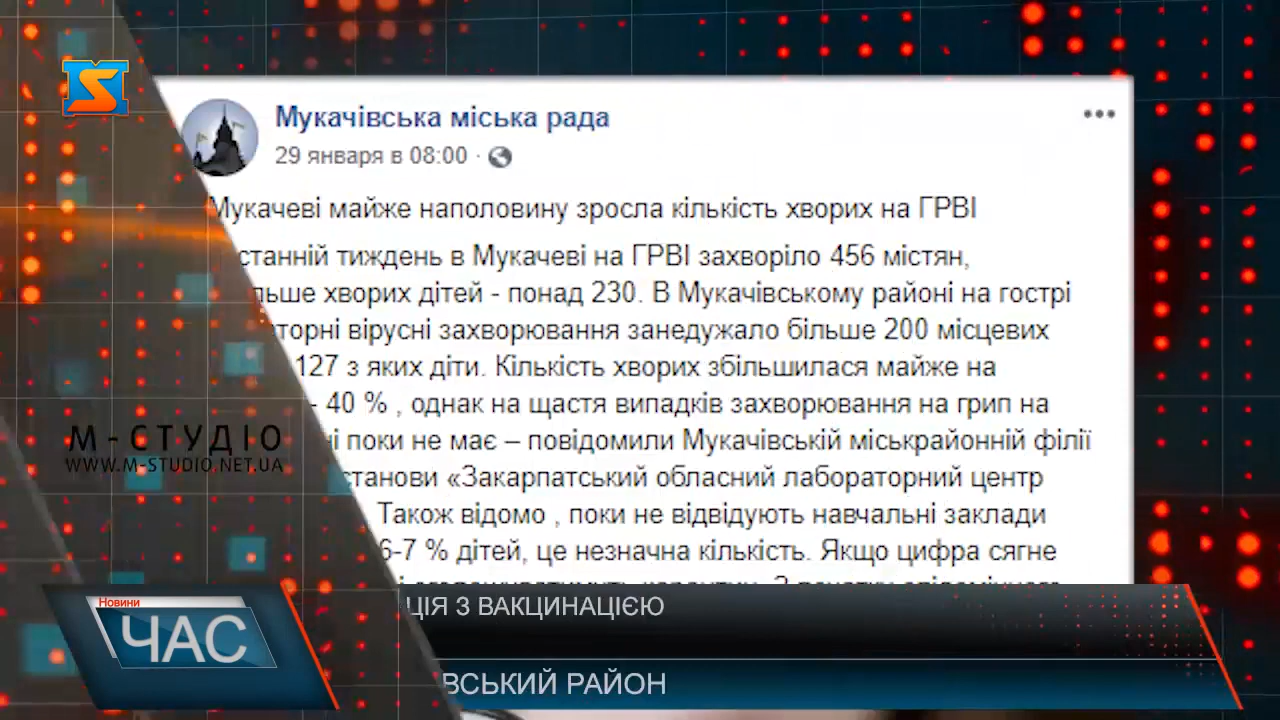 Мукачівська міська рада
29 января в 08:00 ·
Мукачеві майже наполовину зросла кількість хворих на ГРВІ
станній тиждень в Мукачеві на ГРВІ захворіло 456 містян,
льше хворих дітей - понад 230. В Мукачівському районі на гострі
аторні вірусні захворювання занедужало більше 200 місцевих
127 з яких діти. Кількість хворих збільшилася майже на
- 40 % , однак на щастя випадків захворювання на грип на
ні поки не має – повідомили Мукачівській міськрайонній філії
станови «Закарпатський обласний лабораторний центр
Також відомо , поки не відвідують навчальні заклади
6-7 % дітей, це незначна кількість. Якщо цифра сягне
М-СТУДІО
WWW.M-STUDIO.NET.UA
Новини
ЧАС
ЦІЯ З ВАКЦИНАЦІЄЮ
ВСЬКИЙ РАЙОН